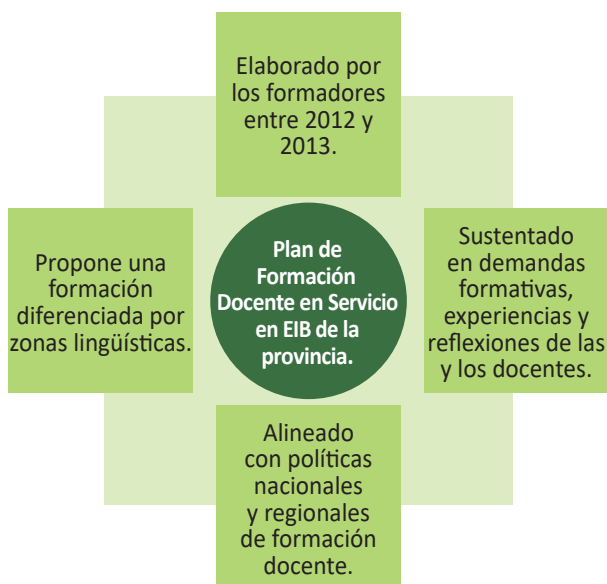 Elaborado por
los formadores
entre 2012 y
2013.
Propone una
formación
diferenciada por
zonas lingüísticas.
Plan de
Formación
Docente en Servicio
en EIB de la
provincia.
Sustentado
en demandas
formativas,
experiencias y
reflexiones de las
y los docentes.
Alineado
con políticas
nacionales
y regionales
de formación
docente.